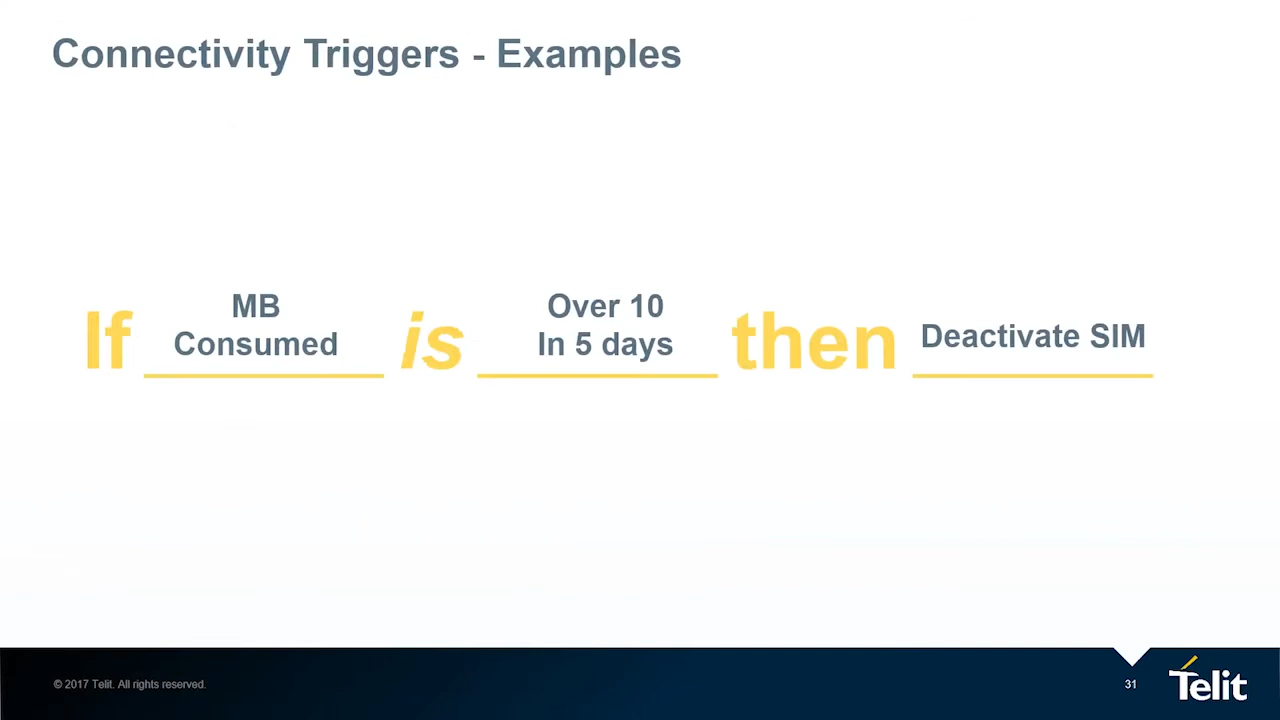 Connectivity Triggers - Examples
If MB Consumed is Over 10 In 5 days then Deactivate SIM
© 2017 Telit. All rights reserved.
31
Telit